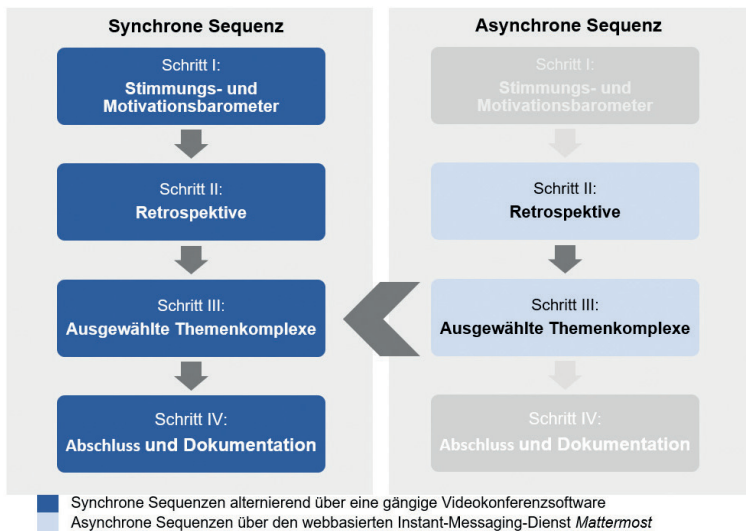 Synchrone Sequenz
Schritt I:
Stimmungs- und
Motivationsbarometer
Schritt II:
Retrospektive
Schritt III:
Ausgewählte Themenkomplexe
Schritt IV:
Abschluss und Dokumentation
Asynchrone Sequenz
Schritt I:
Stimmungs- und
Motivationsbarometer
Schritt II:
Retrospektive
Schritt III:
Ausgewählte Themenkomplexe
Schritt IV:
Abschluss und Dokumentation
Synchrone Sequenzen alternierend über eine gängige Videokonferenzsoftware
Asynchrone Sequenzen über den webbasierten Instant-Messaging-Dienst Mattermost